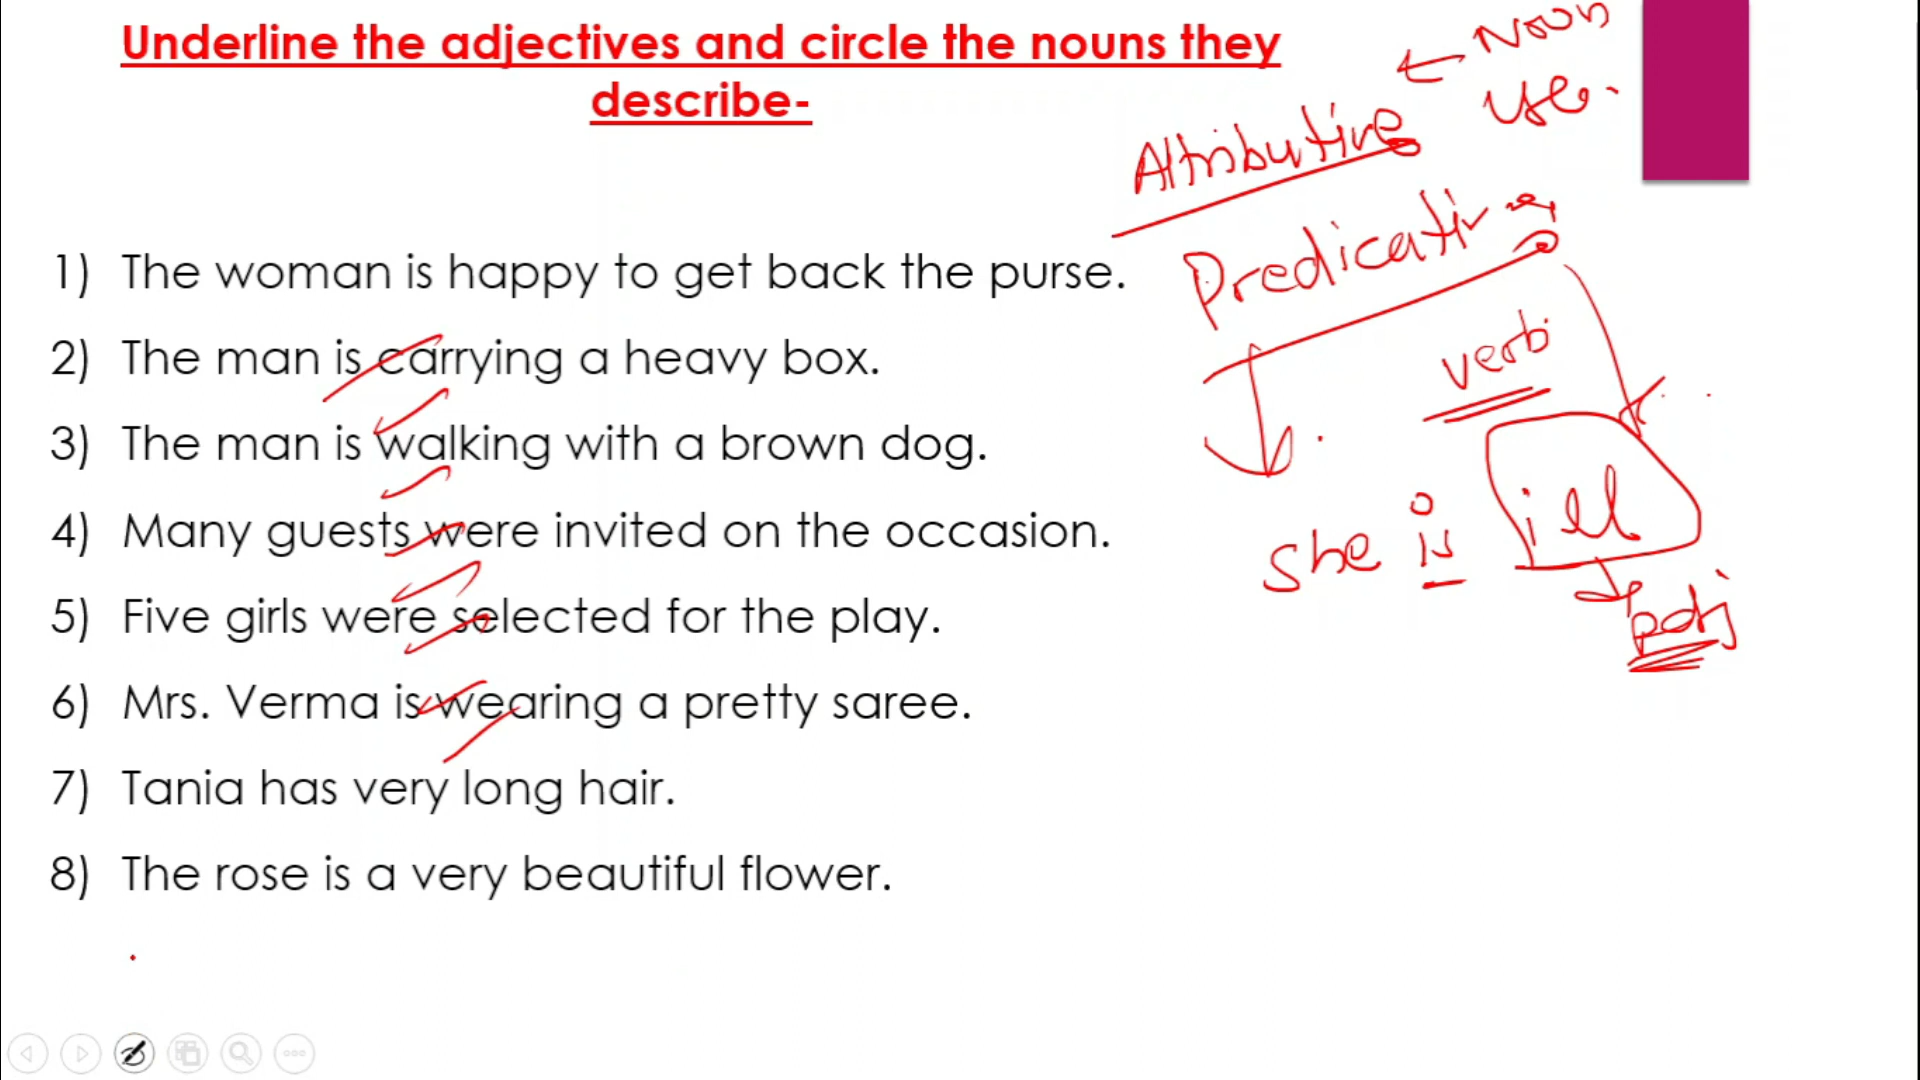 Underline the adjectives and circle the nouns they
describe-
← Noun
use.
Attributive
Predicative
verb
1) The woman is happy to get back the purse.
2) The man is carrying a heavy box.
3) The man is walking with a brown dog.
4) Many guests were invited on the occasion.
5) Five girls were selected for the play.
6) Mrs. Verma is wearing a pretty saree.
7) Tania has very long hair.
8) The rose is a very beautiful flower.
she is ill
adj